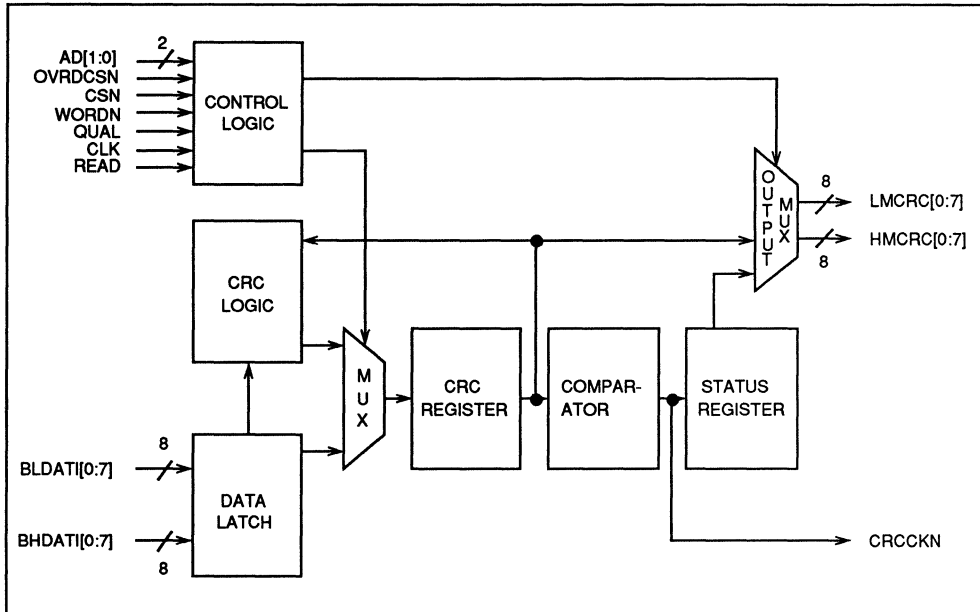 AD[1:0]
2
OVRDCSN
CSN
WORDN
QUAL
CLK
READ
CONTROL
LOGIC
OUTPUT
MUX
8
LMCRC[0:7]
HMCRC[0:7]
8
CRC
LOGIC
MUX
CRC
REGISTER
COMPAR-
ATOR
STATUS
REGISTER
BLDATI[0:7]
8
BHDATI[0:7]
8
DATA
LATCH
CRCCKN